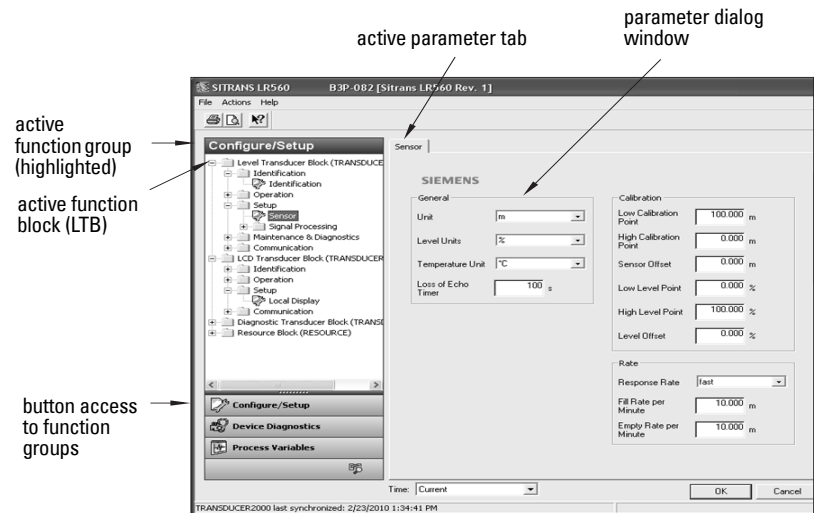 active parameter tab
parameter dialog
window
active
function group
(highlighted)
active function
block (LTB)
button access
to function
groups
SITRANS LR560 B3P-082 [Sitrans LR560 Rev. 1]
File Actions Help
Configure/Setup
Level Transducer Block (TRANSDUCE
Identification
Identification
Operation
Setup
Sensor
Signal Processing
Maintenance & Diagnostics
Communication
LCD Transducer Block (TRANSDUCER
Identification
Operation
Setup
Local Display
Communication
Diagnostic Transducer Block (TRANSD
Resource Block (RESOURCE)
Configure/Setup
Device Diagnostics
Process Variables
Sensor
SIEMENS
General
Unit m
Level Units %
Temperature Unit °C
Loss of Echo
Timer 100 s
Calibration
Low Calibration
Point 100.000 m
High Calibration
Point 0.000 m
Sensor Offset 0.000 m
Low Level Point 0.000 %
High Level Point 100.000 %
Level Offset 0.000 %
Rate
Response Rate fast
Fill Rate per
Minute 10.000 m
Empty Rate per
Minute 10.000 m
Time: Current
OK Cancel
TRANSDUCER2000 last synchronized: 2/23/2010 1:34:41 PM